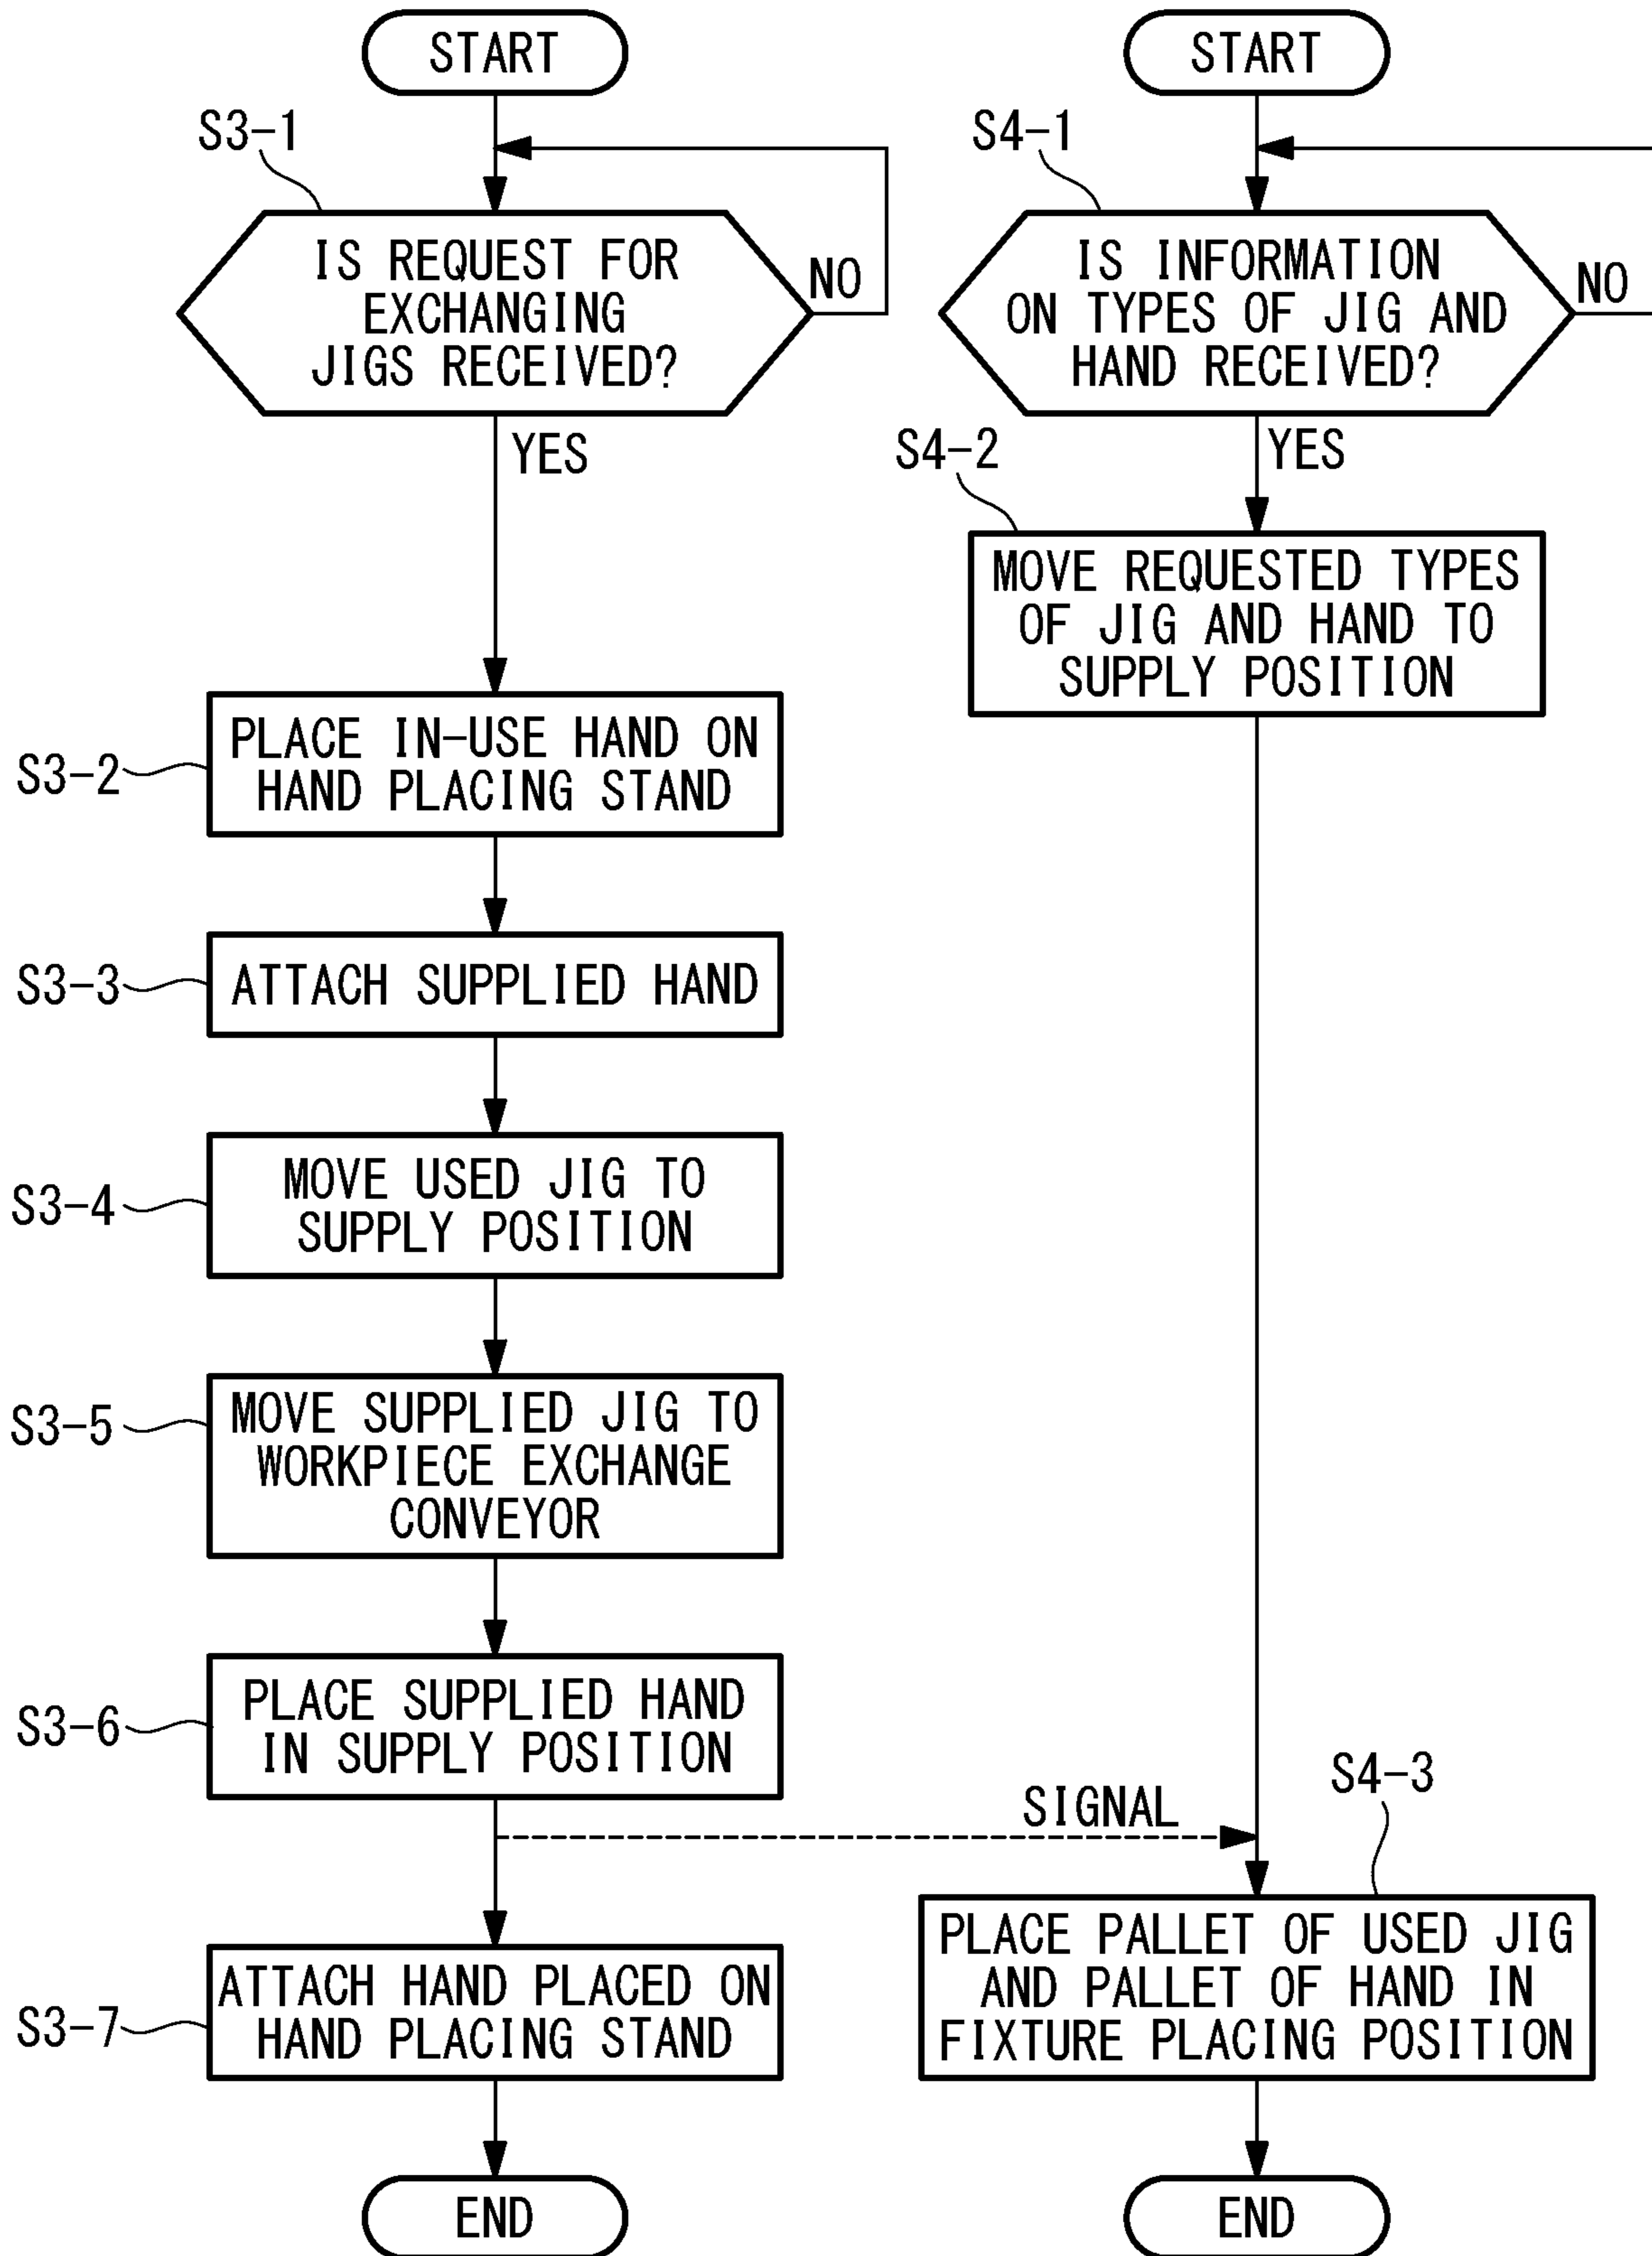 START
S3-1
IS REQUEST FOR
EXCHANGING
JIGS RECEIVED?
NO
YES
S3-2
PLACE IN-USE HAND ON
HAND PLACING STAND
S3-3
ATTACH SUPPLIED HAND
S3-4
MOVE USED JIG TO
SUPPLY POSITION
S3-5
MOVE SUPPLIED JIG TO
WORKPIECE EXCHANGE
CONVEYOR
S3-6
PLACE SUPPLIED HAND
IN SUPPLY POSITION
SIGNAL
S3-7
ATTACH HAND PLACED ON
HAND PLACING STAND
END
START
S4-1
IS INFORMATION
ON TYPES OF JIG AND
HAND RECEIVED?
NO
YES
S4-2
MOVE REQUESTED TYPES
OF JIG AND HAND TO
SUPPLY POSITION
S4-3
PLACE PALLET OF USED JIG
AND PALLET OF HAND IN
FIXTURE PLACING POSITION
END